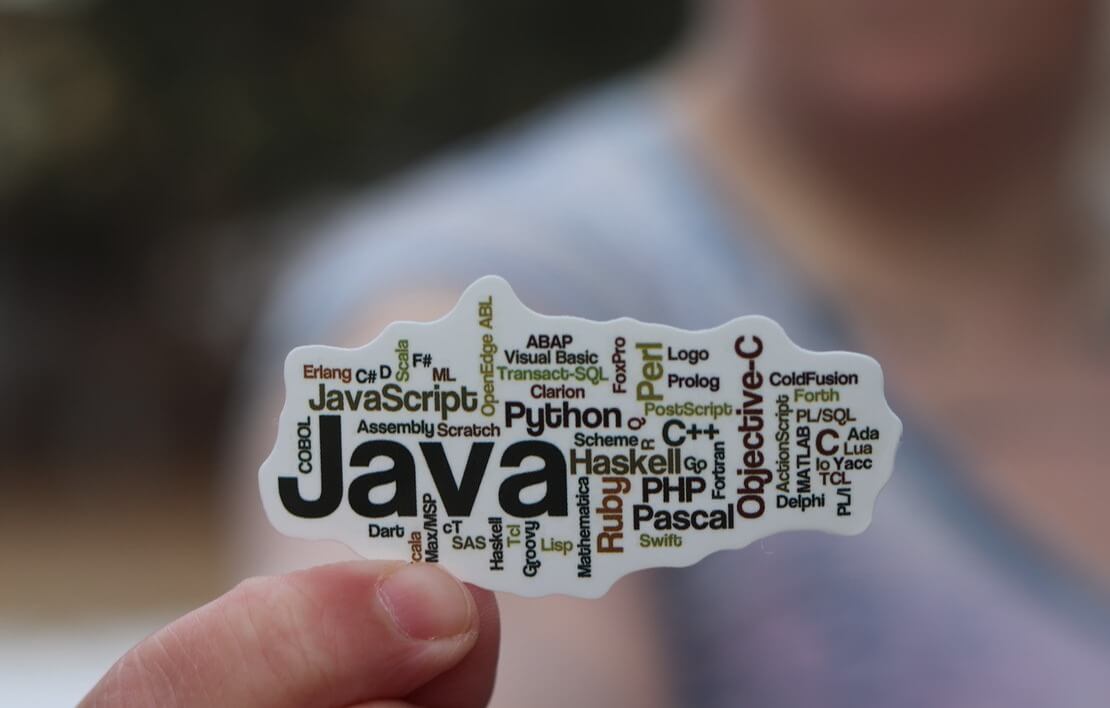 OpenEdge ABL
ABAP
Visual Basic
Transact-SQL
FoxPro
Perl
Logo
Prolog
Objective-C
Erlang
C#
D
Scala
F#
ML
JavaScript
Clarion
Python
Q
PostScript
ColdFusion
Forth
PL/SQL
ActionScript
MATLAB
C
Ada
Lua
Io
Yacc
TCL
PL/I
Delphi
COBOL
Assembly
Scratch
Java
Scheme
R
C++
Haskell
Go
Fortran
PHP
Ruby
Pascal
Mathematica
Swift
Dart
cala
Max/MSP
cT
SAS
Haskell
Tcl
Groovy
Lisp